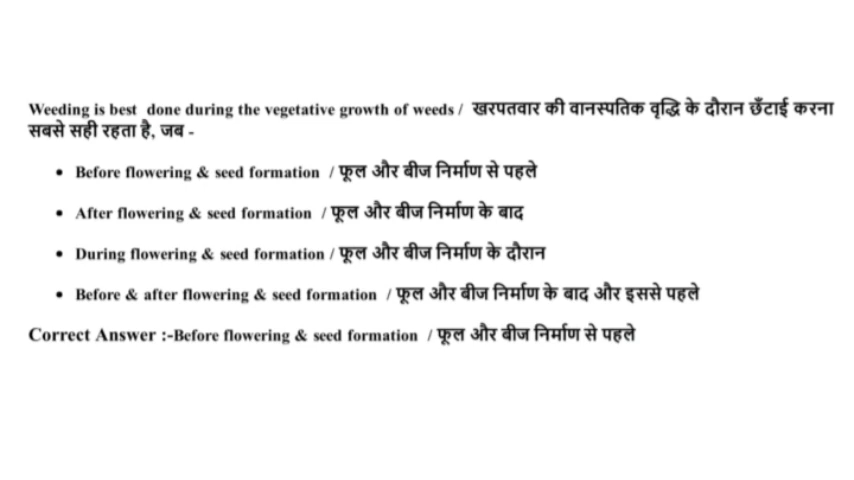 Weeding is best done during the vegetative growth of weeds / खरपतवार की वानस्पतिक वृद्धि के दौरान छँटाई करना
सबसे सही रहता है, जब -
• Before flowering & seed formation / फूल और बीज निर्माण से पहले
• After flowering & seed formation / फूल और बीज निर्माण के बाद
• During flowering & seed formation / फूल और बीज निर्माण के दौरान
• Before & after flowering & seed formation / फूल और बीज निर्माण के बाद और इससे पहले
Correct Answer :-Before flowering & seed formation / फूल और बीज निर्माण से पहले